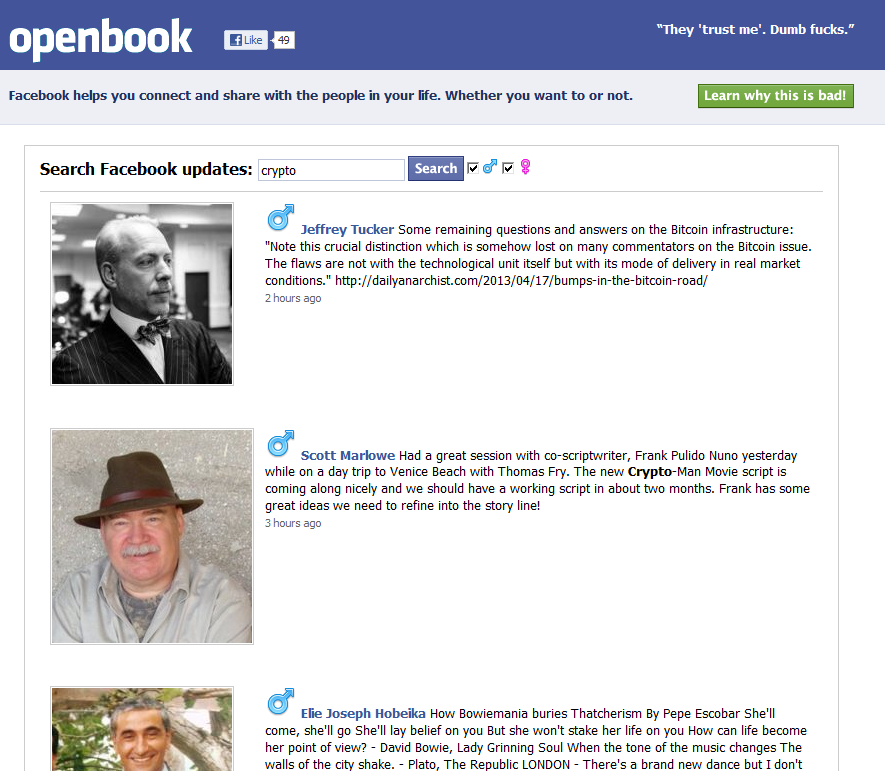 openbook
Like 49
“They 'trust me'. Dumb fucks.”
Facebook helps you connect and share with the people in your life. Whether you want to or not.
Learn why this is bad!
Search Facebook updates: crypto Search
Jeffrey Tucker Some remaining questions and answers on the Bitcoin infrastructure:
"Note this crucial distinction which is somehow lost on many commentators on the Bitcoin issue.
The flaws are not with the technological unit itself but with its mode of delivery in real market
conditions." http://dailyanarchist.com/2013/04/17/bumps-in-the-bitcoin-road/
2 hours ago
Scott Marlowe Had a great session with co-scriptwriter, Frank Pulido Nuno yesterday
while on a day trip to Venice Beach with Thomas Fry. The new Crypto-Man Movie script is
coming along nicely and we should have a working script in about two months. Frank has some
great ideas we need to refine into the story line!
3 hours ago
Elie Joseph Hobeika How Bowiemania buries Thatcherism By Pepe Escobar She'll
come, she'll go She'll lay belief on you But she won't stake her life on you How can life become
her point of view? - David Bowie, Lady Grinning Soul When the tone of the music changes The
walls of the city shake. - Plato, The Republic LONDON - There's a brand new dance but I don't